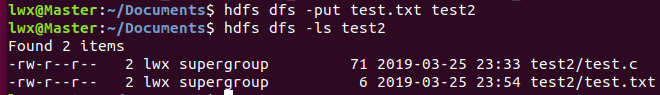 lwx@Master:~/Documents$ hdfs dfs -put test.txt test2
lwx@Master:~/Documents$ hdfs dfs -ls test2
Found 2 items
-rw-r--r--   2 lwx supergroup         71 2019-03-25 23:33 test2/test.c
-rw-r--r--   2 lwx supergroup          6 2019-03-25 23:54 test2/test.txt